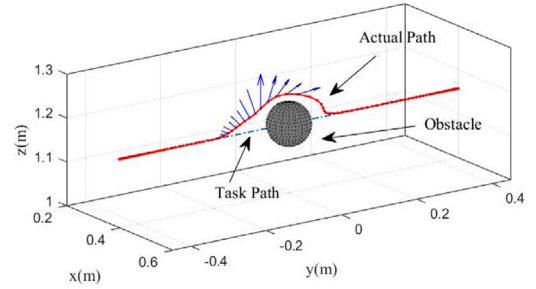 Actual Path
1.3
1.2
1.1
1
z(m)
Obstacle
Task Path
0.2
0.4
0.6
x(m)
-0.4
-0.2
0
0.2
0.4
y(m)